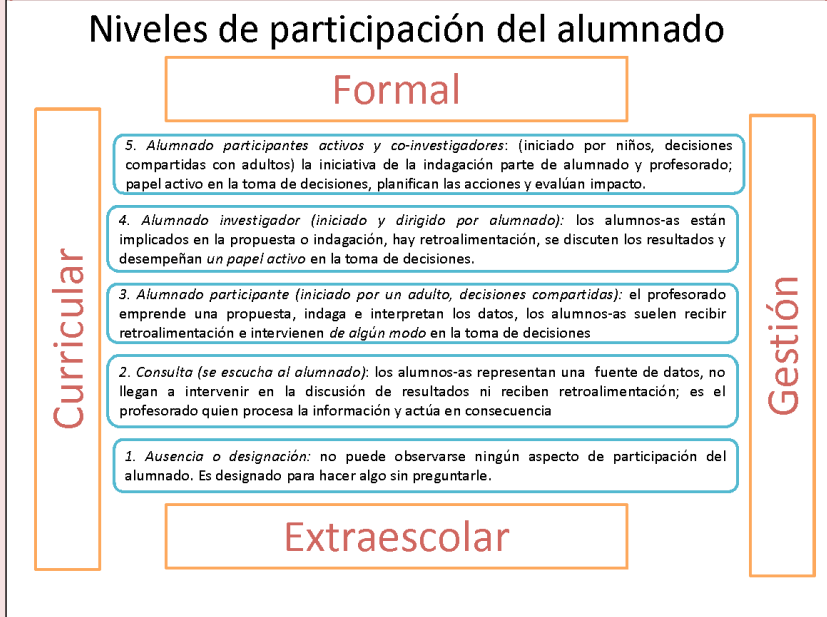 Niveles de participación del alumnado
Formal
Curricular
5. Alumnado participantes activos y co-investigadores: (iniciado por niños, decisiones
compartidas con adultos) la iniciativa de la indagación parte de alumnado y profesorado;
papel activo en la toma de decisiones, planifican las acciones y evalúan impacto.
4. Alumnado investigador (iniciado y dirigido por alumnado): los alumnos-as están
implicados en la propuesta o indagación, hay retroalimentación, se discuten los resultados y
desempeñan un papel activo en la toma de decisiones.
3. Alumnado participante (iniciado por un adulto, decisiones compartidas): el profesorado
emprende una propuesta, indaga e interpretan los datos, los alumnos-as suelen recibir
retroalimentación e intervienen de algún modo en la toma de decisiones
2. Consulta (se escucha al alumnado): los alumnos-as representan una fuente de datos, no
llegan a intervenir en la discusión de resultados ni reciben retroalimentación; es el
profesorado quien procesa la información y actúa en consecuencia
1. Ausencia o designación: no puede observarse ningún aspecto de participación del
alumnado. Es designado para hacer algo sin preguntarle.
Gestión
Extraescolar